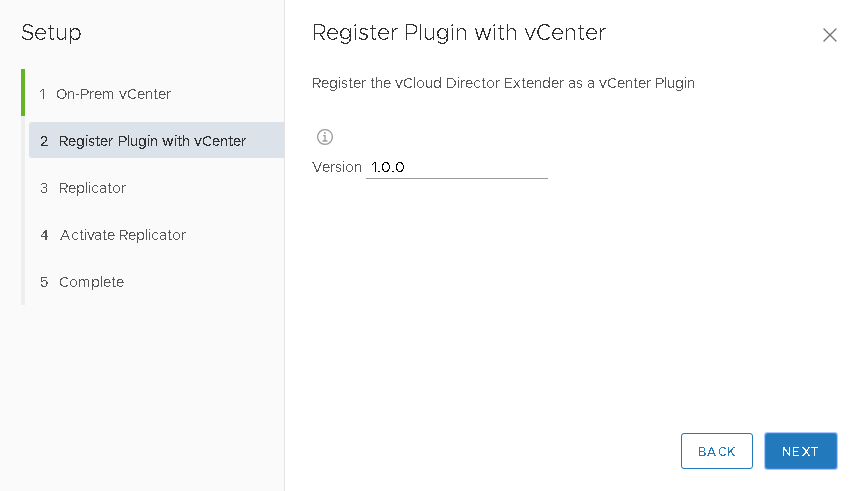 Setup
1 On-Prem vCenter
2 Register Plugin with vCenter
3 Replicator
4 Activate Replicator
5 Complete
Register Plugin with vCenter
Register the vCloud Director Extender as a vCenter Plugin
Version 1.0.0
BACK NEXT